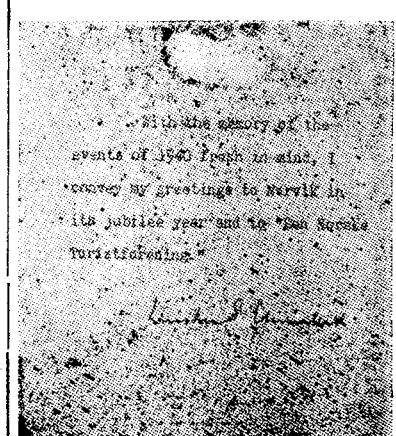 With the memory of the
events of 1940 fresh in mind, I
convey my greetings to Narvik in
its jubilee year and to "Den Norske
Turistforening."